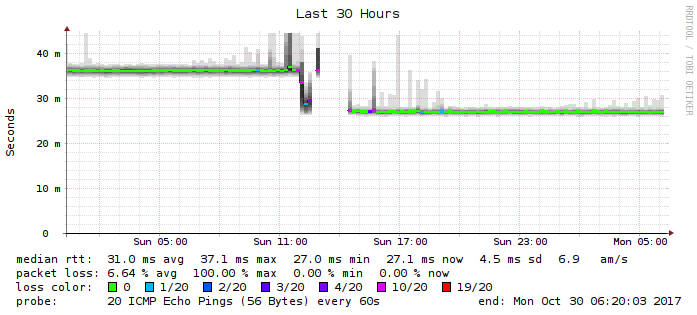 Last 30 Hours
RRDTOOL / TOBI OETIKER
Seconds
40 m
30 m
20 m
10 m
0
Sun 05:00 Sun 11:00 Sun 17:00 Sun 23:00 Mon 05:00
median rtt: 31.0 ms avg 37.1 ms max 27.0 ms min 27.1 ms now 4.5 ms sd 6.9 am/s
packet loss: 6.64 % avg 100.00 % max 0.00 % min 0.00 % now
loss color: 0 1/20 2/20 3/20 4/20 10/20 19/20
probe: 20 ICMP Echo Pings (56 Bytes) every 60s end: Mon Oct 30 06:20:03 2017